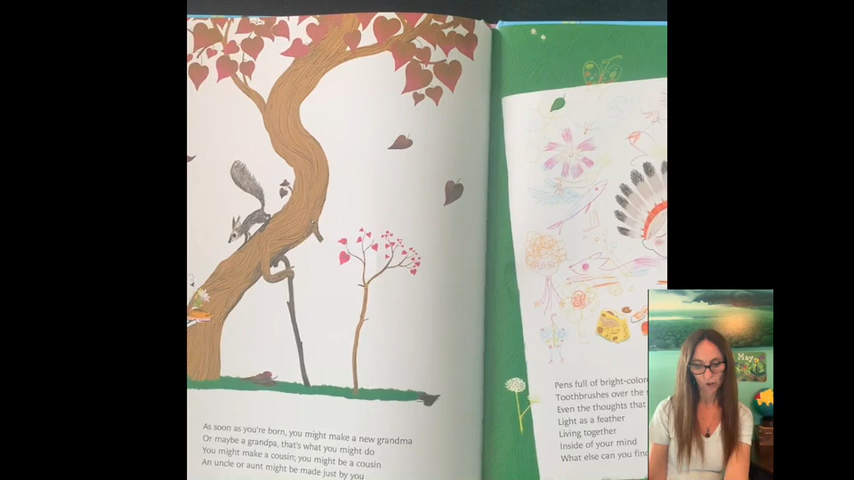 As soon as you're born, you might make a new grandma
Or maybe a grandpa, that's what you might do
You might make a cousin; you might be a cousin
An uncle or aunt might be made just by you
Pens full of bright-color
Toothbrushes over the
Even the thoughts that
Light as a feather
Living together
Inside of your mind
What else can you find
Maya